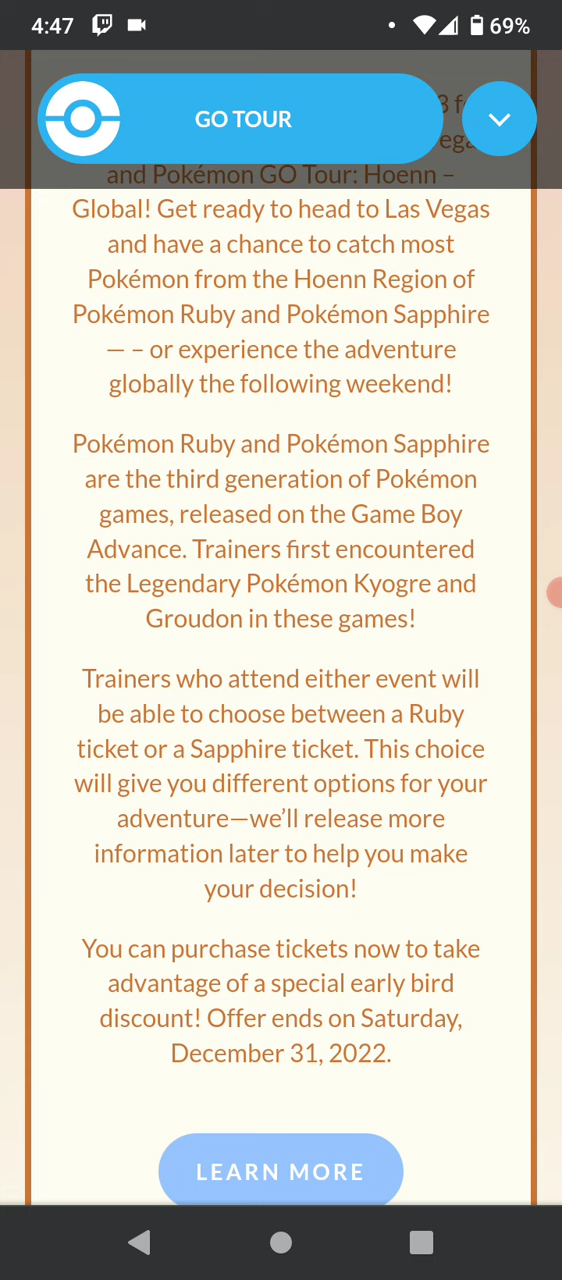 4:47
69%
GO TOUR
and Pokémon GO Tour: Hoenn –
Global! Get ready to head to Las Vegas
and have a chance to catch most
Pokémon from the Hoenn Region of
Pokémon Ruby and Pokémon Sapphire
— – or experience the adventure
globally the following weekend!
Pokémon Ruby and Pokémon Sapphire
are the third generation of Pokémon
games, released on the Game Boy
Advance. Trainers first encountered
the Legendary Pokémon Kyogre and
Groudon in these games!
Trainers who attend either event will
be able to choose between a Ruby
ticket or a Sapphire ticket. This choice
will give you different options for your
adventure—we’ll release more
information later to help you make
your decision!
You can purchase tickets now to take
advantage of a special early bird
discount! Offer ends on Saturday,
December 31, 2022.
LEARN MORE